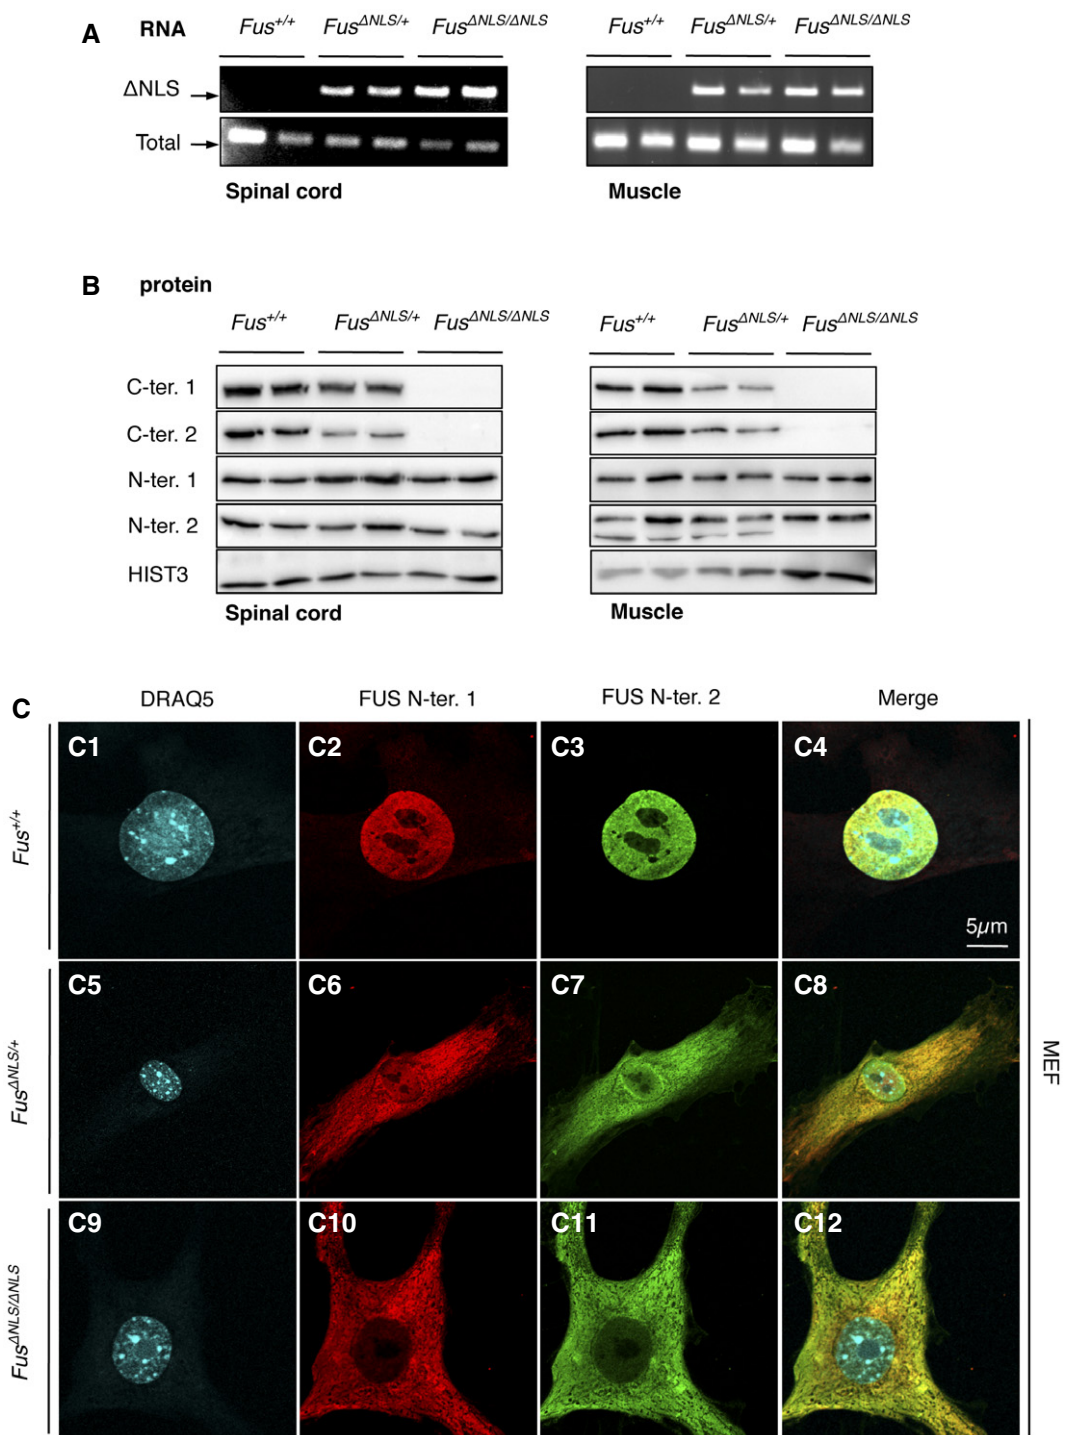 A RNA Fus+/+ FusΔNLS/+ FusΔNLS/ΔNLS Fus+/+ FusΔNLS/+ FusΔNLS/ΔNLS
ΔNLS
Total
Spinal cord Muscle
B protein
Fus+/+ FusΔNLS/+ FusΔNLS/ΔNLS Fus+/+ FusΔNLS/+ FusΔNLS/ΔNLS
C-ter. 1
C-ter. 2
N-ter. 1
N-ter. 2
HIST3
Spinal cord Muscle
C DRAQ5 FUS N-ter. 1 FUS N-ter. 2 Merge
Fus+/+ C1 C2 C3 C4
5µm
FusΔNLS/+ C5 C6 C7 C8
MEF
FusΔNLS/ΔNLS C9 C10 C11 C12